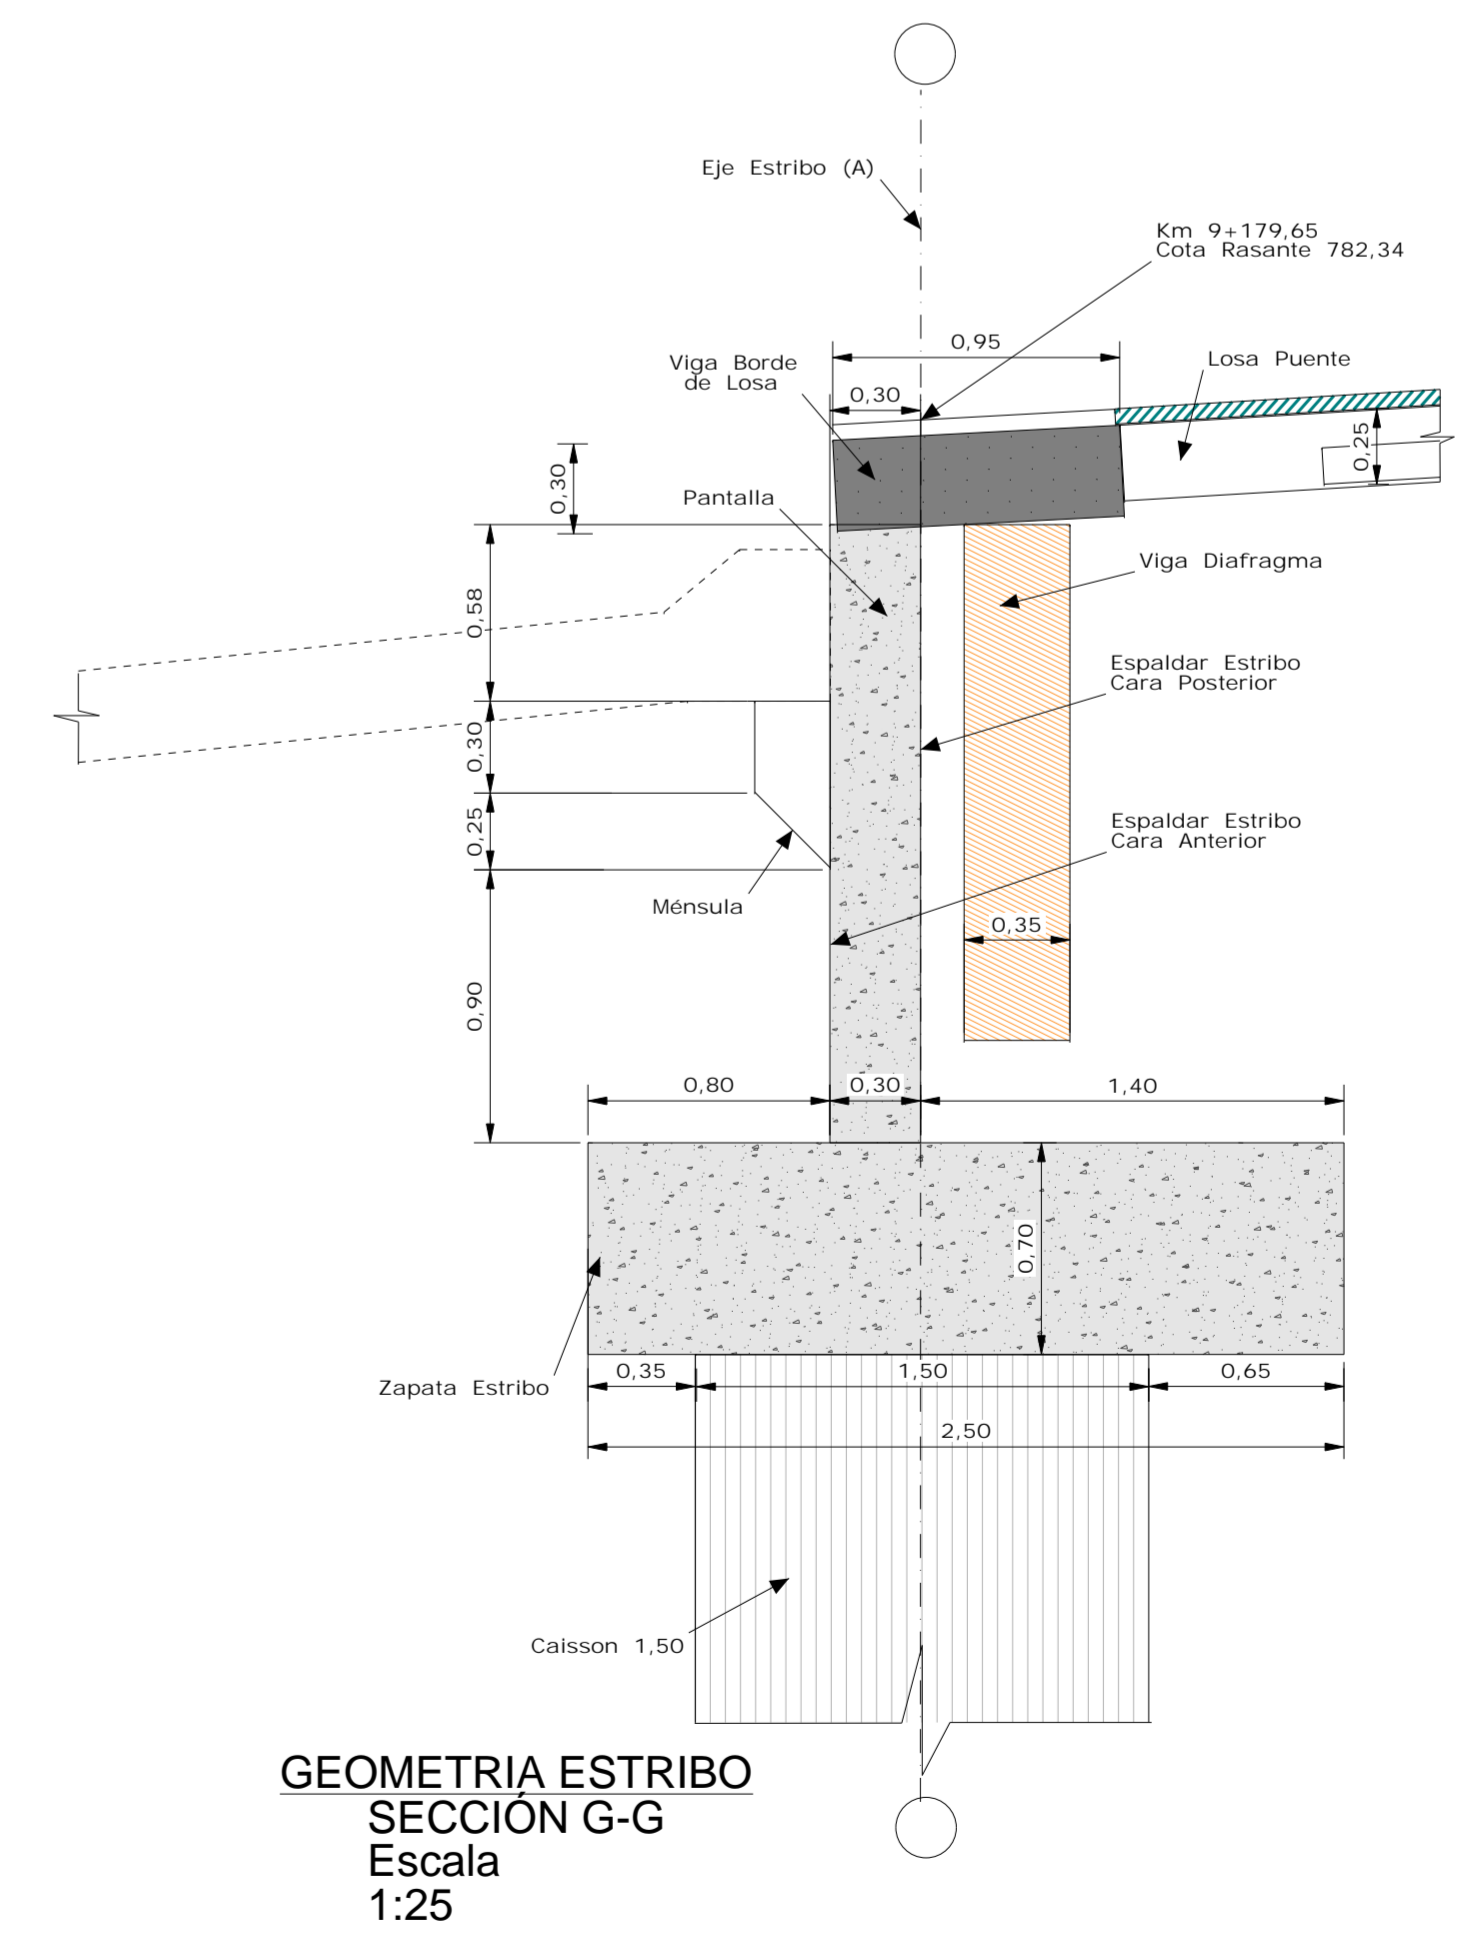 Eje Estribo (A)
Km 9+179,65
Cota Rasante 782,34
0,95
Viga Borde
de Losa
Losa Puente
0,30
0,25
0,30
Pantalla
Viga Diafragma
0,58
Espaldar Estribo
Cara Posterior
0,30
0,25
Espaldar Estribo
Cara Anterior
Ménsula
0,35
0,90
0,80
0,30
1,40
0,70
Zapata Estribo
0,35
1,50
0,65
2,50
Caisson 1,50
GEOMETRIA ESTRIBO
SECCIÓN G-G
Escala
1:25